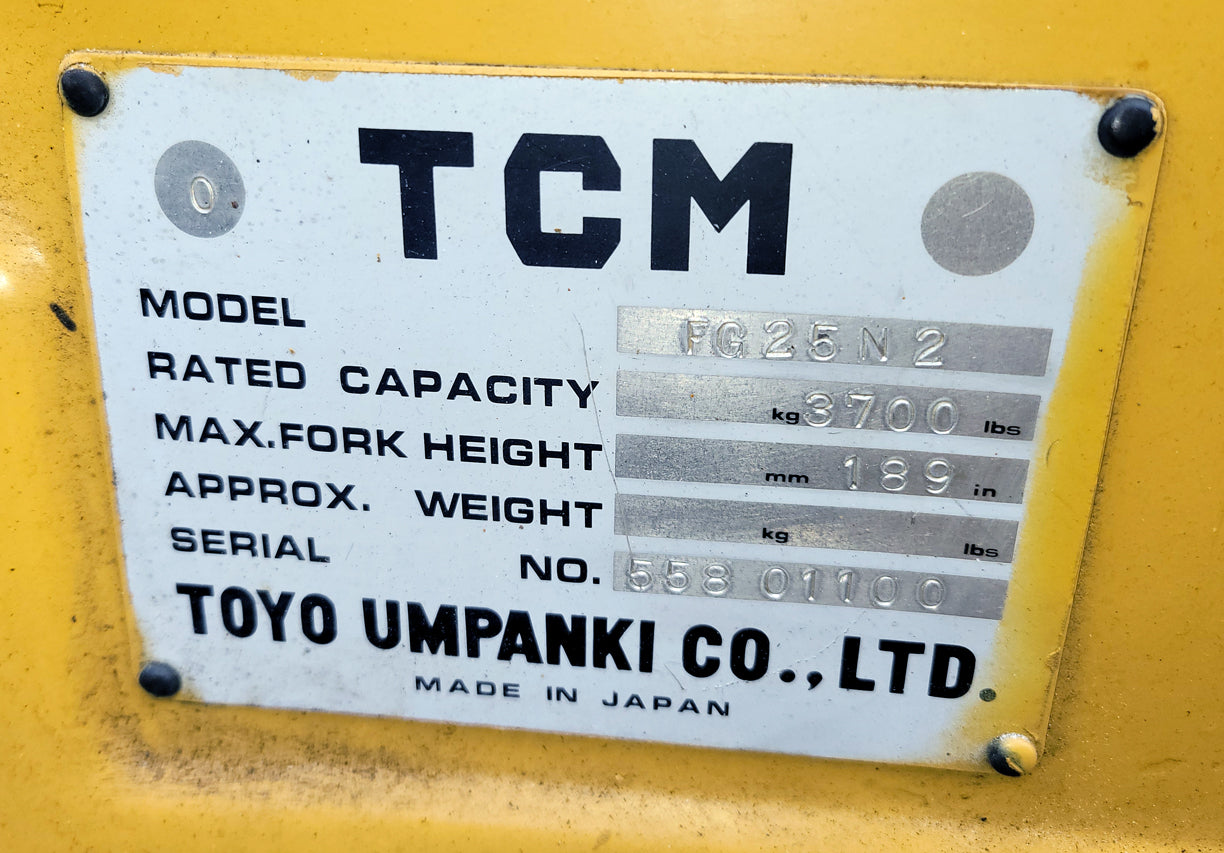 TCM
0
MODEL FG25N2
RATED CAPACITY kg 3700 lbs
MAX.FORK HEIGHT mm 189 in
APPROX. WEIGHT kg lbs
SERIAL NO. 558 01100
TOYO UMPANKI CO.,LTD.
MADE IN JAPAN